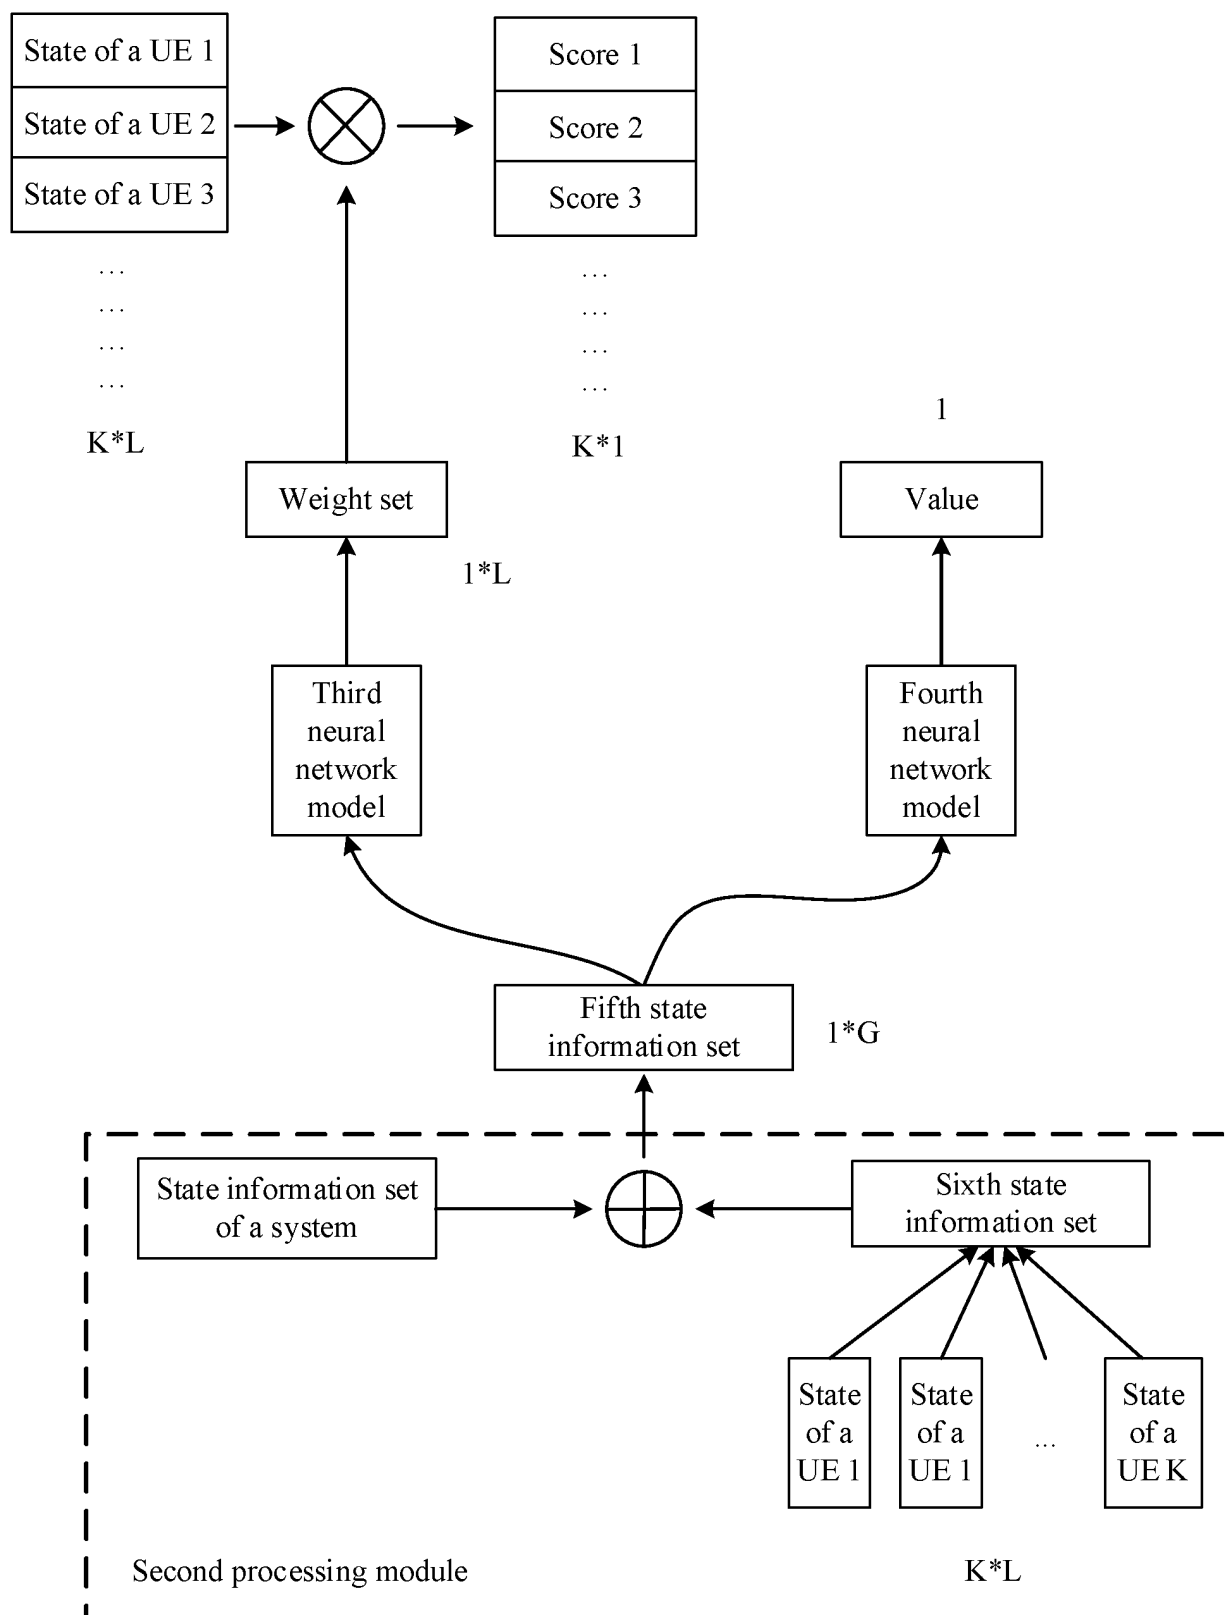 State of a UE 1
State of a UE 2
State of a UE 3
...
...
...
...
K*L
Score 1
Score 2
Score 3
...
...
...
...
K*1
1
Weight set
1*L
Value
Third
neural
network
model
Fourth
neural
network
model
Fifth state
information set
1*G
State information set
of a system
Sixth state
information set
State
of a
UE 1
State
of a
UE 1
...
State
of a
UE K
Second processing module
K*L